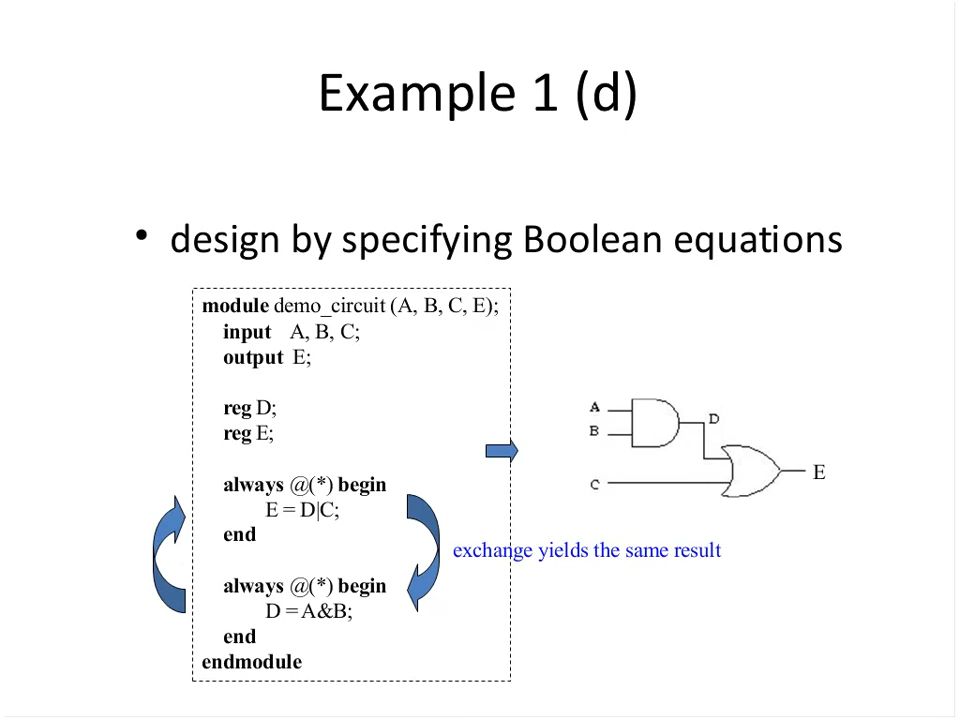 Example 1 (d)
• design by specifying Boolean equations
module demo_circuit (A, B, C, E);
input A, B, C;
output E;
reg D;
reg E;
always @(*) begin
E = D|C;
end
always @(*) begin
D = A&B;
end
endmodule
exchange yields the same result
A
B
C
D
E